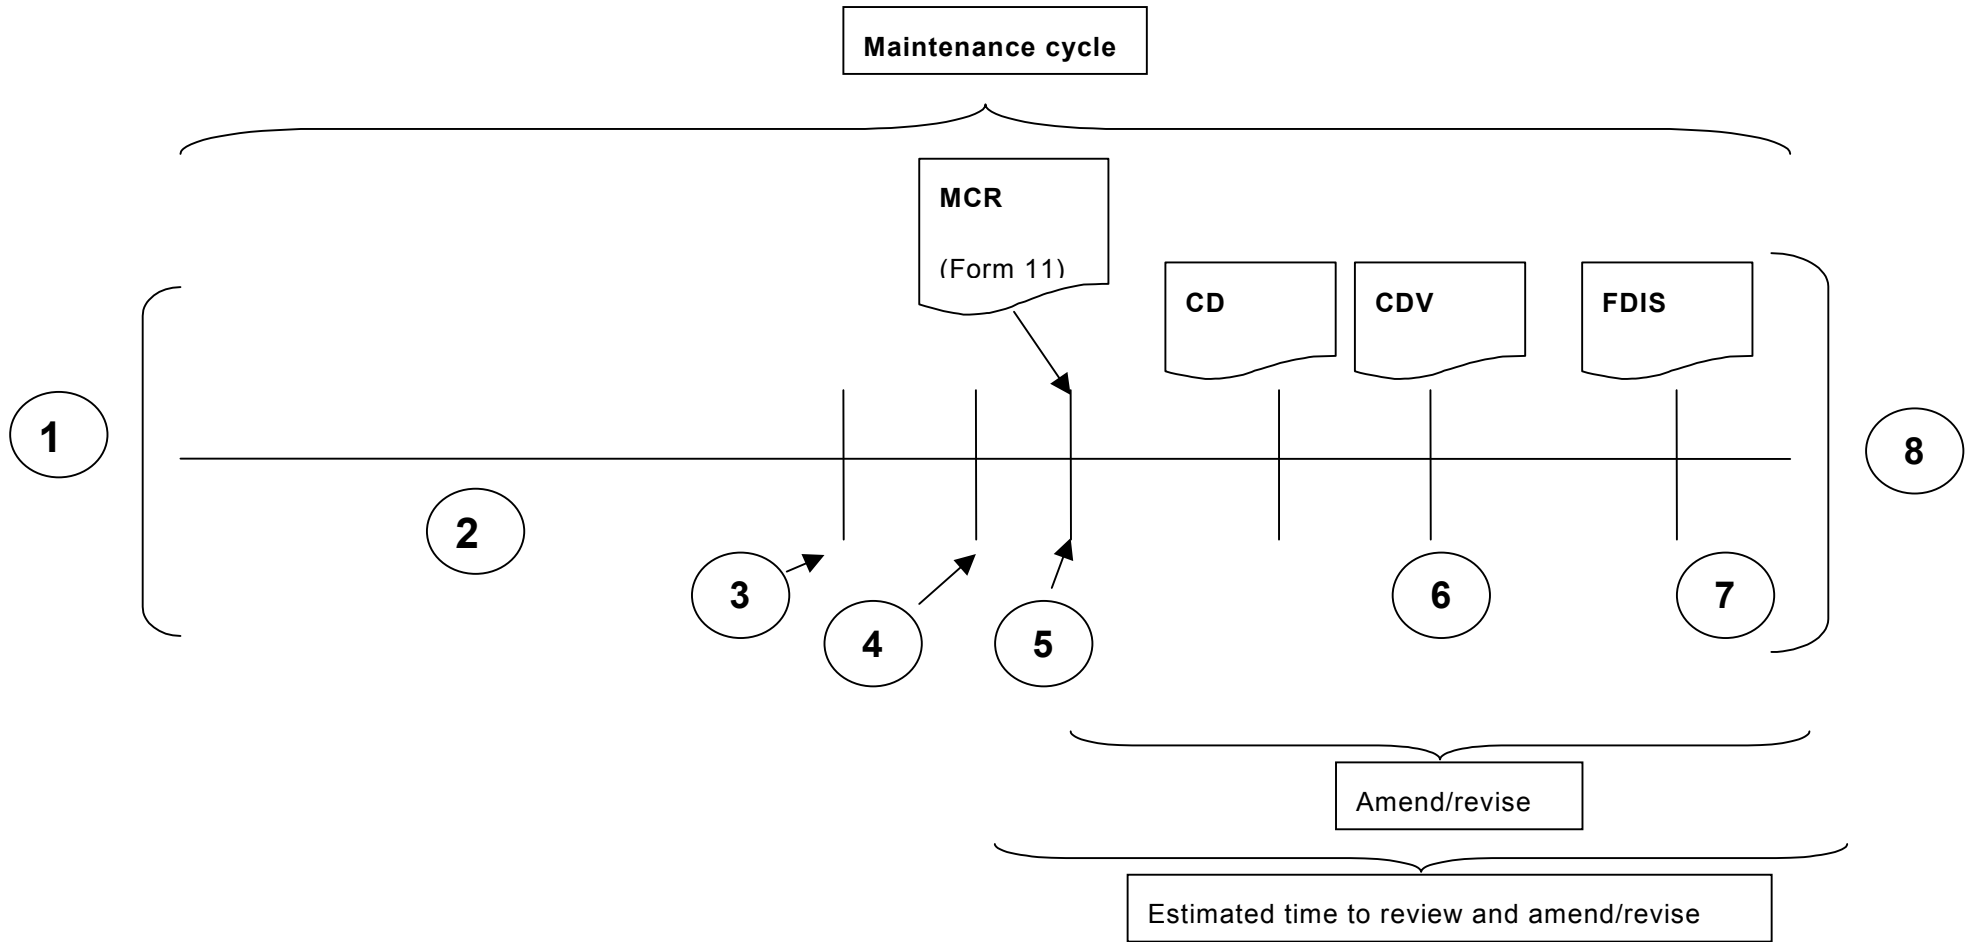 Maintenance cycle
MCR
(Form 11)
CD
CDV
FDIS
1
8
2
3
4
5
6
7
Amend/revise
Estimated time to review and amend/revise